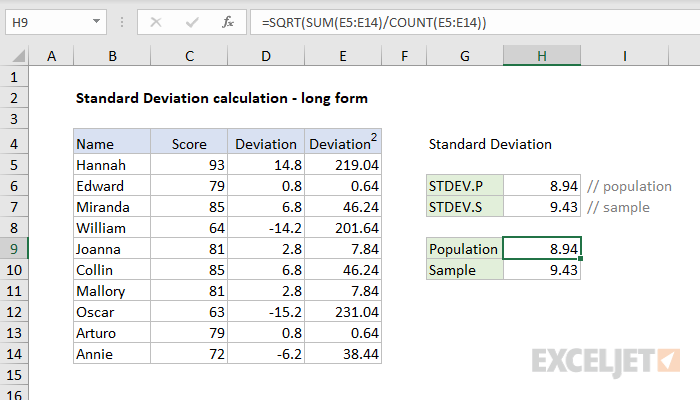 H9 fx =SQRT(SUM(E5:E14)/COUNT(E5:E14))
A B C D E F G H I
1
2 Standard Deviation calculation - long form
3
4 Name Score Deviation Deviation2 Standard Deviation
5 Hannah 93 14.8 219.04
6 Edward 79 0.8 0.64 STDEV.P 8.94 // population
7 Miranda 85 6.8 46.24 STDEV.S 9.43 // sample
8 William 64 -14.2 201.64
9 Joanna 81 2.8 7.84 Population 8.94
10 Collin 85 6.8 46.24 Sample 9.43
11 Mallory 81 2.8 7.84
12 Oscar 63 -15.2 231.04
13 Arturo 79 0.8 0.64
14 Annie 72 -6.2 38.44
15
16
EXCELJET